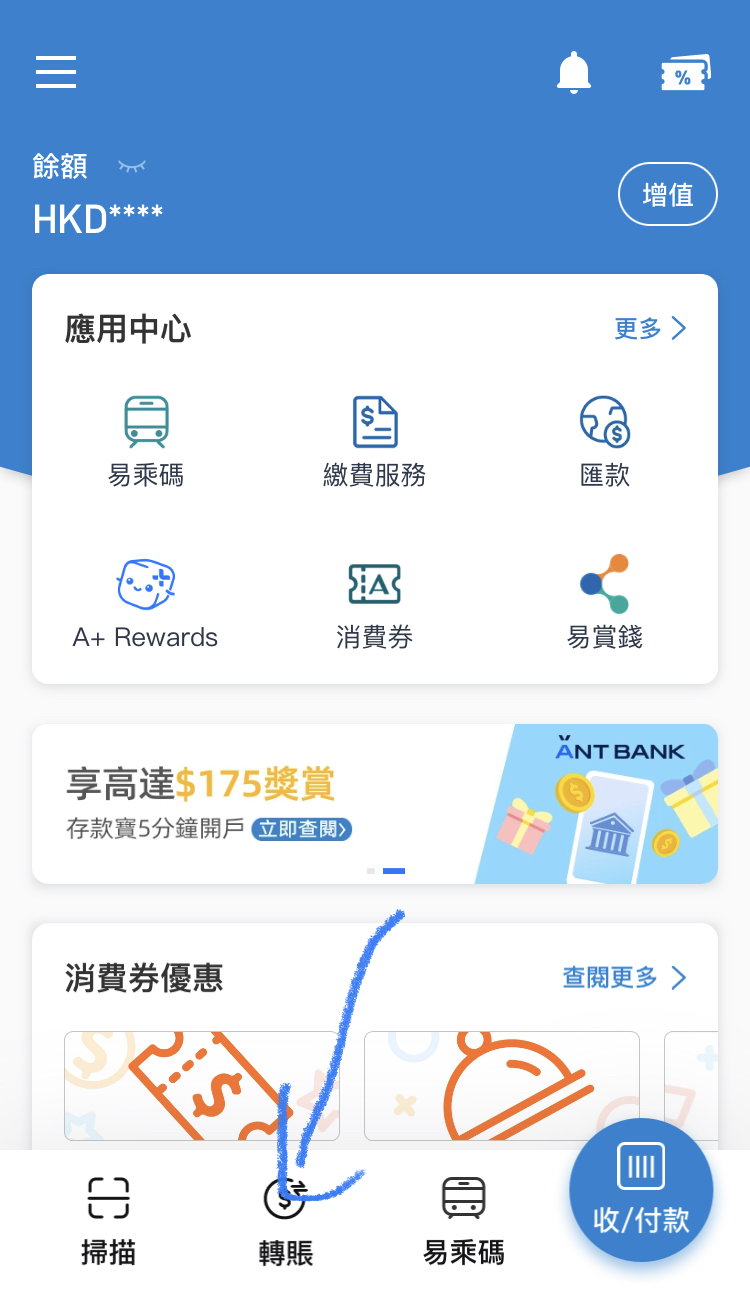 餘額
HKD****
增值
應用中心
更多
易乘碼
繳費服務
匯款
A+ Rewards
消費券
易賞錢
享高達$175獎賞
存款寶5分鐘開戶 立即查閱
ANT BANK
消費券優惠
查閱更多
掃描
轉賬
易乘碼
收/付款